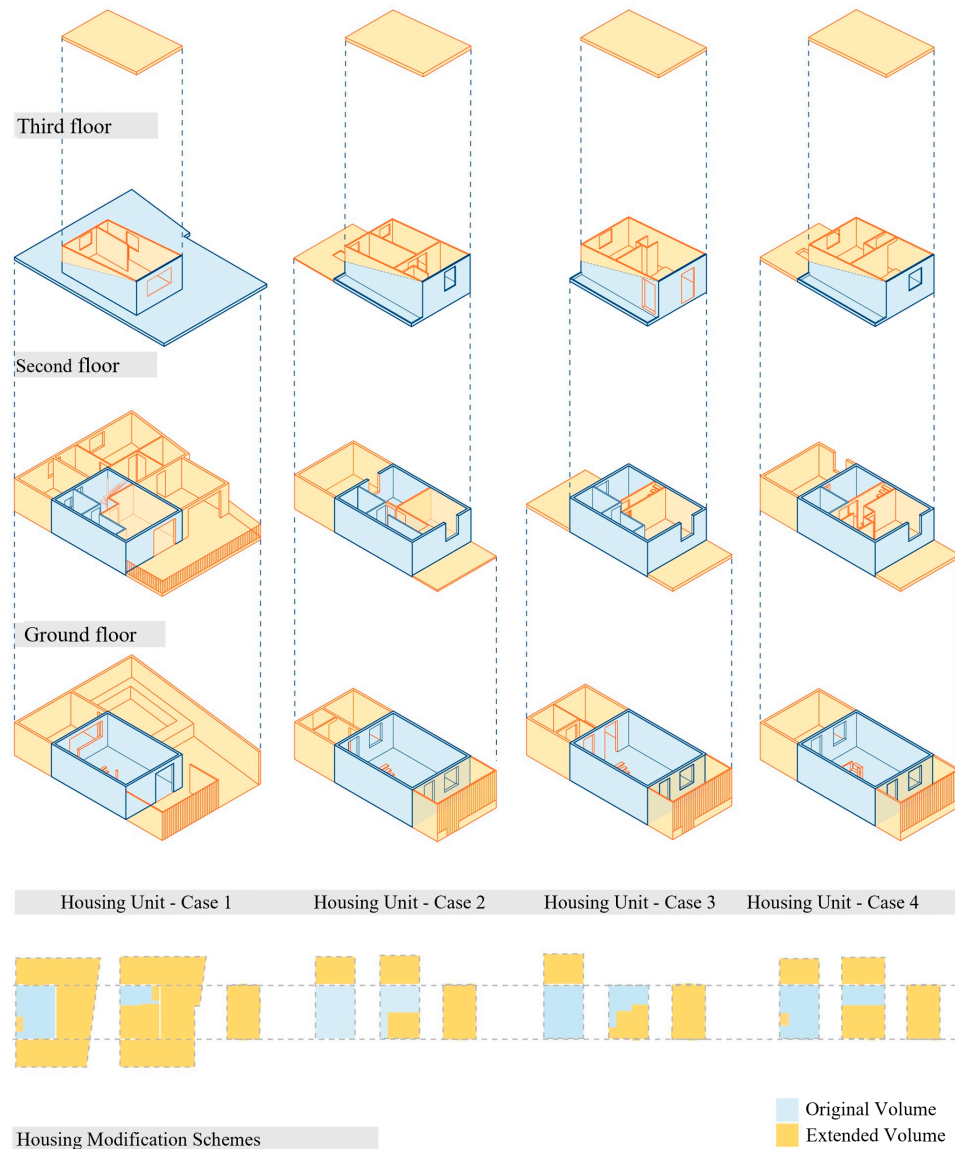 Third floor
Second floor
Ground floor
Housing Unit - Case 1
Housing Unit - Case 2
Housing Unit - Case 3
Housing Unit - Case 4
Original Volume
Extended Volume
Housing Modification Schemes